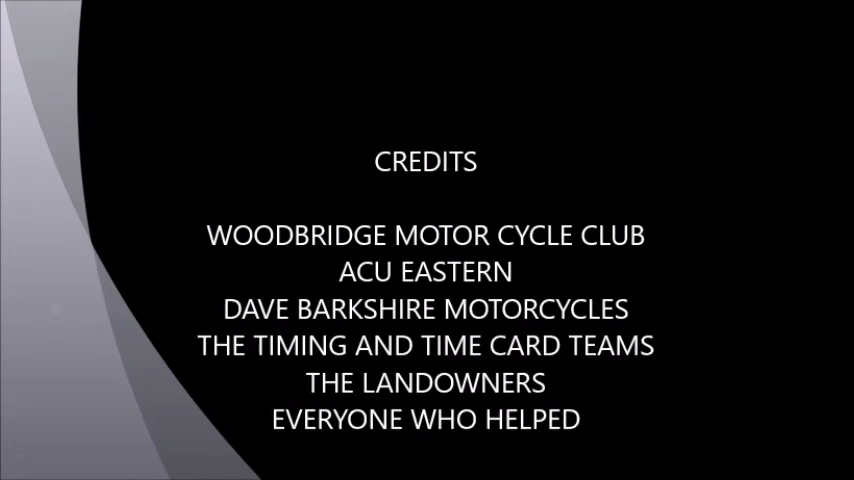 CREDITS
WOODBRIDGE MOTOR CYCLE CLUB
ACU EASTERN
DAVE BARKSHIRE MOTORCYCLES
THE TIMING AND TIME CARD TEAMS
THE LANDOWNERS
EVERYONE WHO HELPED